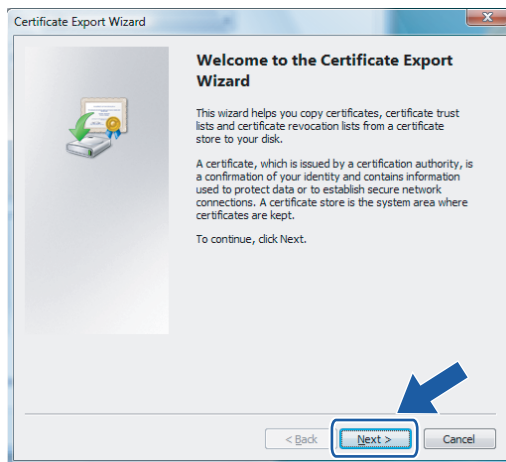 Certificate Export Wizard
Welcome to the Certificate Export
Wizard
This wizard helps you copy certificates, certificate trust
lists and certificate revocation lists from a certificate
store to your disk.
A certificate, which is issued by a certification authority, is
a confirmation of your identity and contains information
used to protect data or to establish secure network
connections. A certificate store is the system area where
certificates are kept.
To continue, click Next.
< Back Next > Cancel